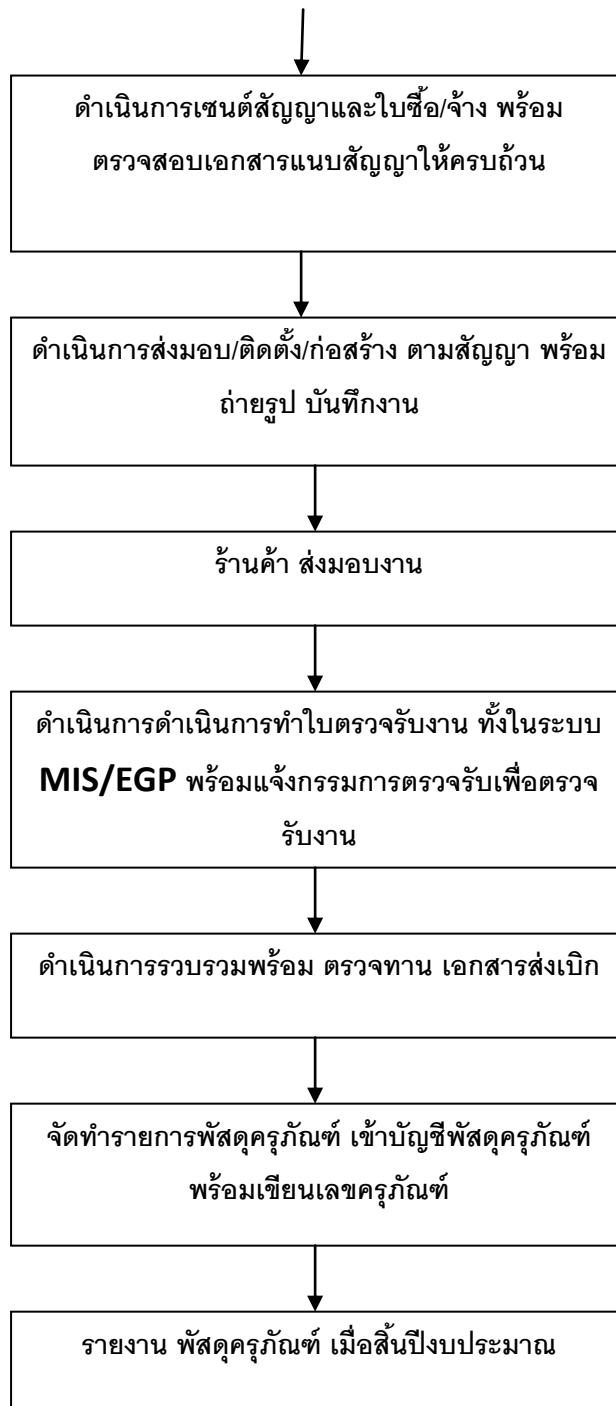 ดำเนินการเซนต์สัญญาและใบซื้อ/จ้าง พร้อม
ตรวจสอบเอกสารแนบสัญญาให้ครบถ้วน
ดำเนินการส่งมอบ/ติดตั้ง/ก่อสร้าง ตามสัญญา พร้อม
ถ่ายรูป บันทึกงาน
ร้านค้า ส่งมอบงาน
ดำเนินการดำเนินการทำใบตรวจรับงาน ทั้งในระบบ
MIS/EGP พร้อมแจ้งกรรมการตรวจรับเพื่อตรวจ
รับงาน
ดำเนินการรวบรวมพร้อม ตรวจทาน เอกสารส่งเบิก
จัดทำรายการพัสดุครุภัณฑ์ เข้าบัญชีพัสดุครุภัณฑ์
พร้อมเขียนเลขครุภัณฑ์
รายงาน พัสดุครุภัณฑ์ เมื่อสิ้นปีงบประมาณ